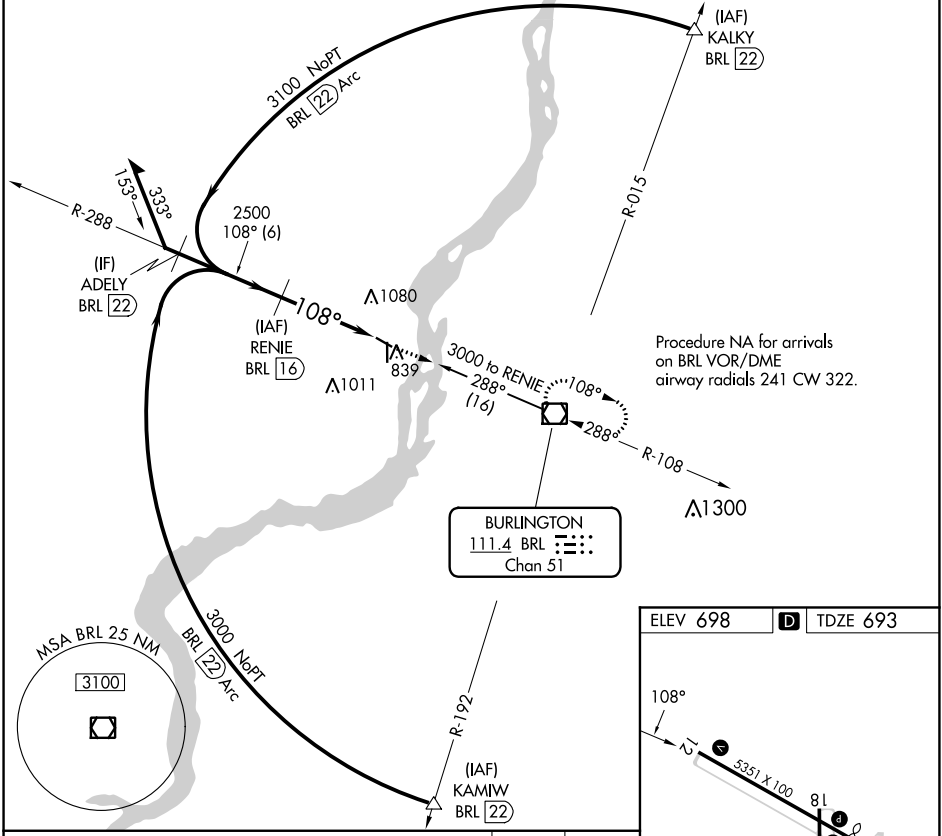 (IAF)
KALKY
BRL 22
3100 NoPT
BRL 22 Arc
R-015
153°
333°
R-288
2500
108° (6)
(IF)
ADELY
BRL 22
(IAF)
RENIE
BRL 16
108°
1080
839
1011
3000 to RENIE
288°
(16)
108°
288°
R-108
Procedure NA for arrivals
on BRL VOR/DME
airway radials 241 CW 322.
1300
BURLINGTON
111.4 BRL
Chan 51
3000 NoPT
BRL 22 Arc
R-192
(IAF)
KAMIW
BRL 22
MSA BRL 25 NM
3100
ELEV 698
D
TDZE 693
108°
12
V
5351 X 100
18
P